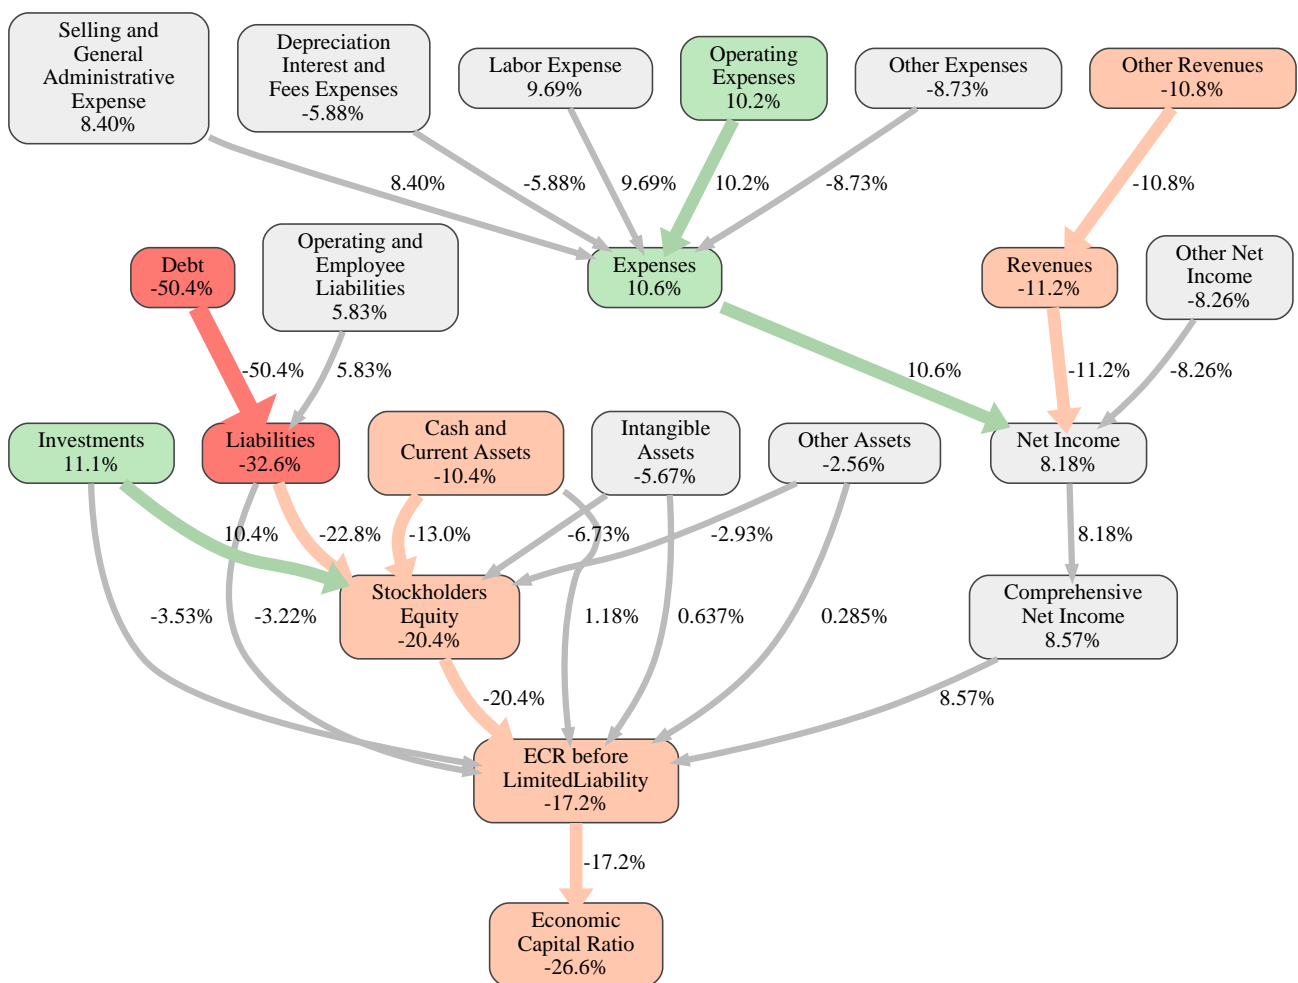 Selling and
General
Administrative
Expense
8.40%
Depreciation
Interest and
Fees Expenses
-5.88%
Labor Expense
9.69%
Operating
Expenses
10.2%
Other Expenses
-8.73%
Other Revenues
-10.8%
8.40%
-5.88%
9.69%
10.2%
-8.73%
-10.8%
Debt
-50.4%
Operating and
Employee
Liabilities
5.83%
Expenses
10.6%
Revenues
-11.2%
Other Net
Income
-8.26%
-50.4%
5.83%
10.6%
-11.2%
-8.26%
Investments
11.1%
Liabilities
-32.6%
Cash and
Current Assets
-10.4%
Intangible
Assets
-5.67%
Other Assets
-2.56%
Net Income
8.18%
10.4%
-22.8%
-13.0%
-6.73%
-2.93%
8.18%
Stockholders
Equity
-20.4%
Comprehensive
Net Income
8.57%
-3.53%
-3.22%
1.18%
0.637%
0.285%
-20.4%
8.57%
ECR before
LimitedLiability
-17.2%
-17.2%
Economic
Capital Ratio
-26.6%